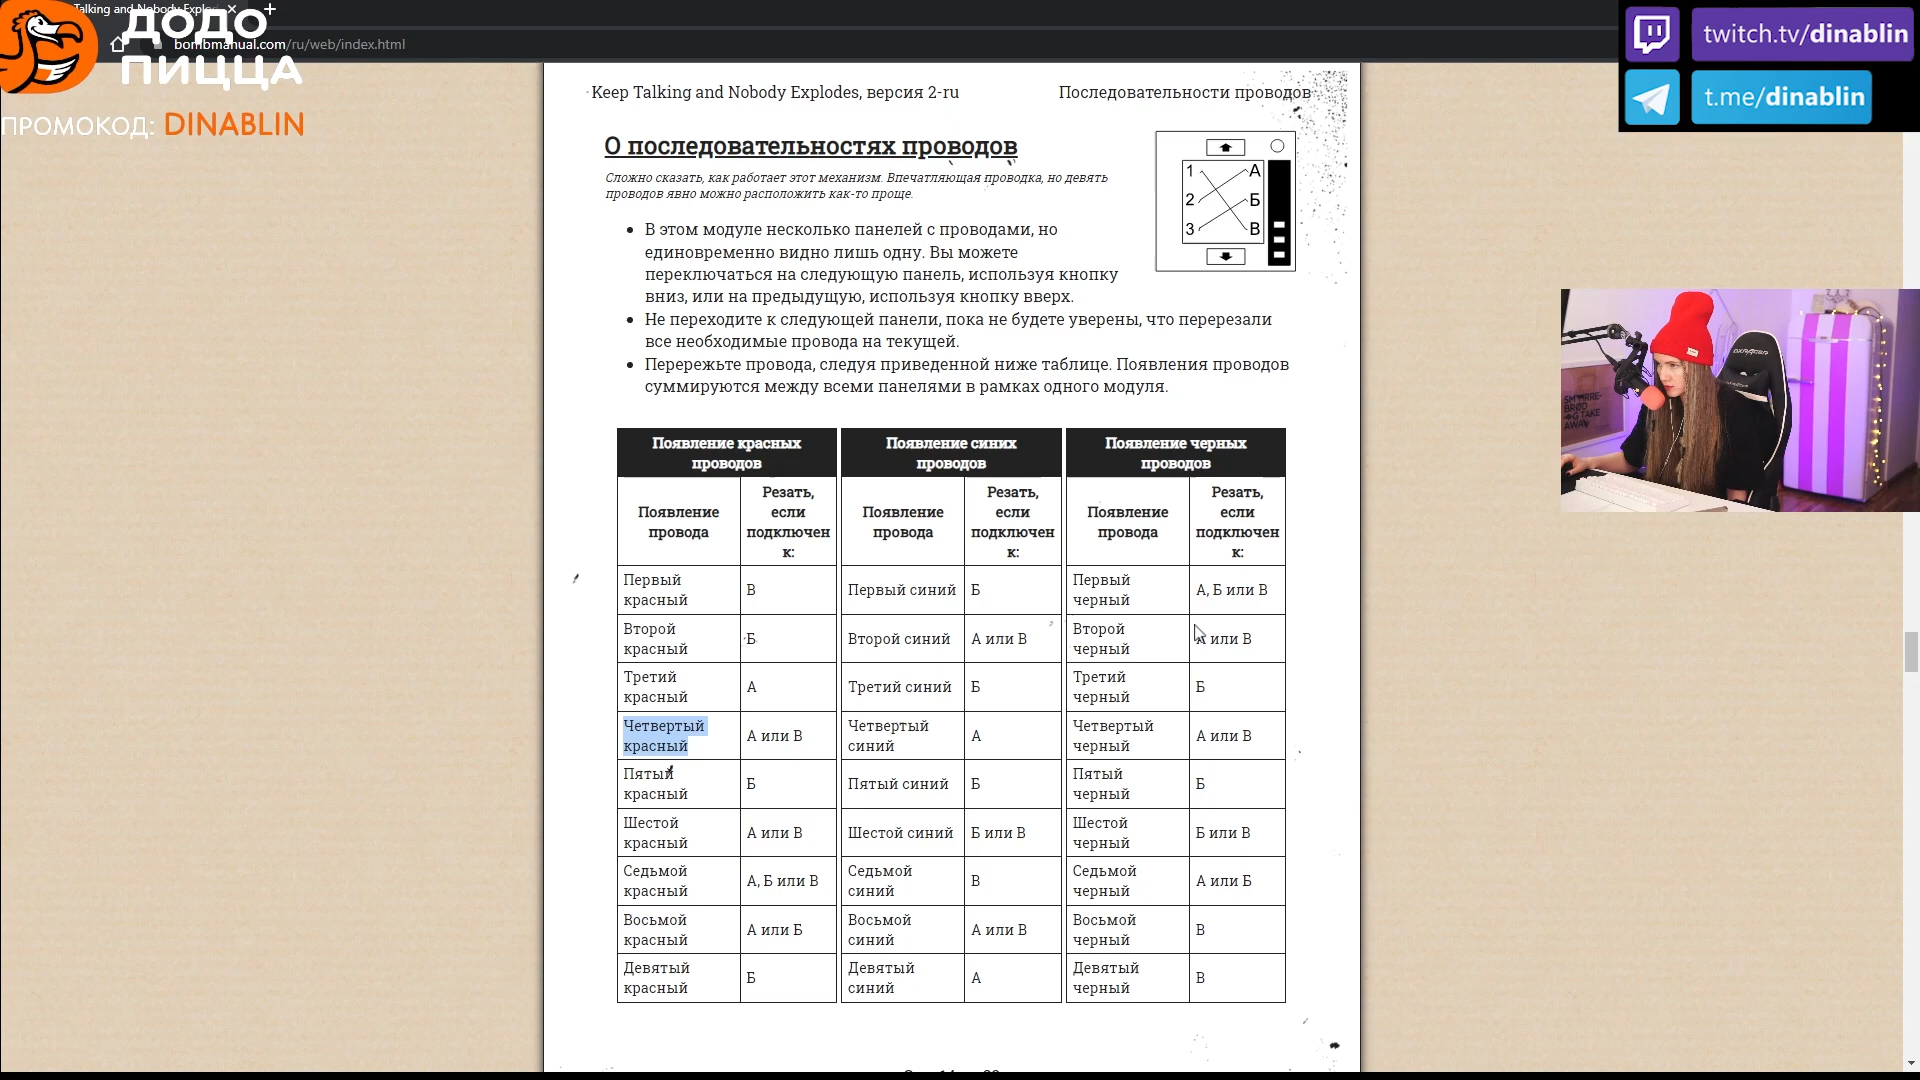 Talking and Nobody Explo
bombmanual.com/ru/web/index.html
ДОДО
ПИЦЦА
ПРОМОКОД: DINABLIN
twitch.tv/dinablin
t.me/dinablin
Keep Talking and Nobody Explodes, версия 2-ru
Последовательности проводов
О последовательностях проводов
Сложно сказать, как работает этот механизм. Впечатляющая проводка, но девять
проводов явно можно расположить как-то проще.
1 А
2 Б
3 В
В этом модуле несколько панелей с проводами, но
единовременно видно лишь одну. Вы можете
переключаться на следующую панель, используя кнопку
вниз, или на предыдущую, используя кнопку вверх.
Не переходите к следующей панели, пока не будете уверены, что перерезали
все необходимые провода на текущей.
Перережьте провода, следуя приведенной ниже таблице. Появления проводов
суммируются между всеми панелями в рамках одного модуля.
Появление красных
проводов
Появление провода
Резать,
если
подключен
к:
Первый красный В
Второй красный Б
Третий красный А
Четвертый красный А или В
Пятый красный Б
Шестой красный А или В
Седьмой красный А, Б или В
Восьмой красный А или Б
Девятый красный Б
Появление синих
проводов
Появление провода
Резать,
если
подключен
к:
Первый синий Б
Второй синий А или В
Третий синий Б
Четвертый синий А
Пятый синий Б
Шестой синий Б или В
Седьмой синий В
Восьмой синий А или В
Девятый синий А
Появление черных
проводов
Появление провода
Резать,
если
подключен
к:
Первый черный А, Б или В
Второй черный А или В
Третий черный Б
Четвертый черный А или В
Пятый черный Б
Шестой черный Б или В
Седьмой черный А или Б
Восьмой черный В
Девятый черный В